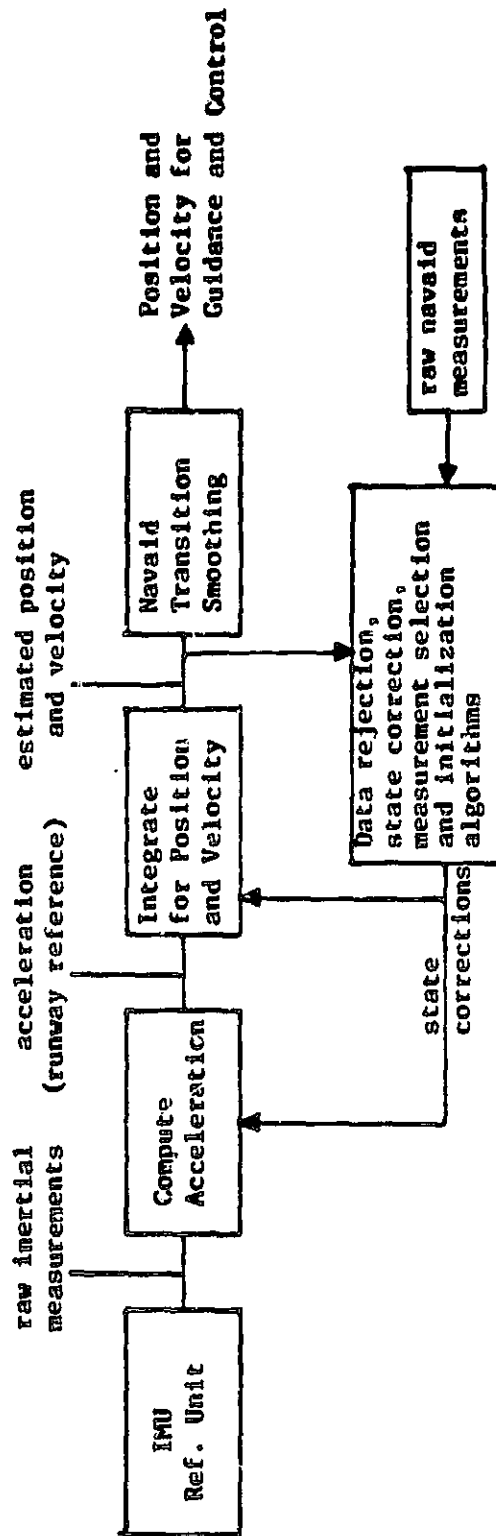 raw inertial
measurements
acceleration
(runway reference)
estimated position
and velocity
IMU
Ref. Unit
Compute
Acceleration
Integrate
for Position
and Velocity
Navaid
Transition
Smoothing
Position and
Velocity for
Guidance and Control
state
corrections
Data rejection,
state correction,
measurement selection
and initialization
algorithms
raw navaid
measurements